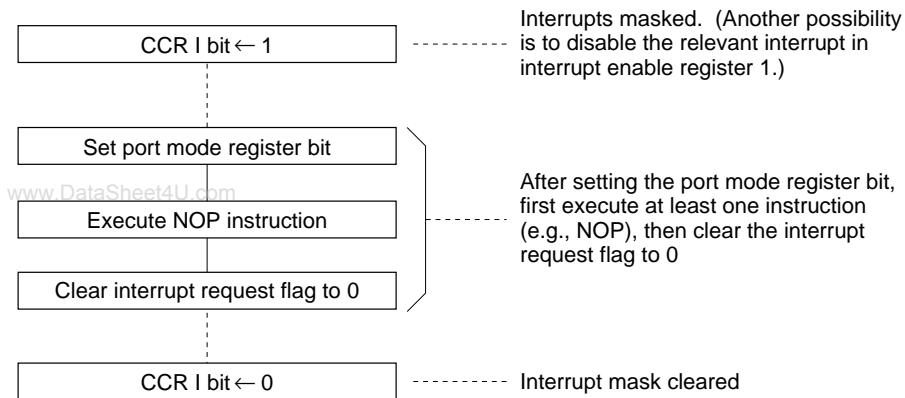 CCR I bit ← 1
Interrupts masked. (Another possibility
is to disable the relevant interrupt in
interrupt enable register 1.)
Set port mode register bit
www.DataSheet4U.com
Execute NOP instruction
Clear interrupt request flag to 0
After setting the port mode register bit,
first execute at least one instruction
(e.g., NOP), then clear the interrupt
request flag to 0
CCR I bit ← 0
Interrupt mask cleared